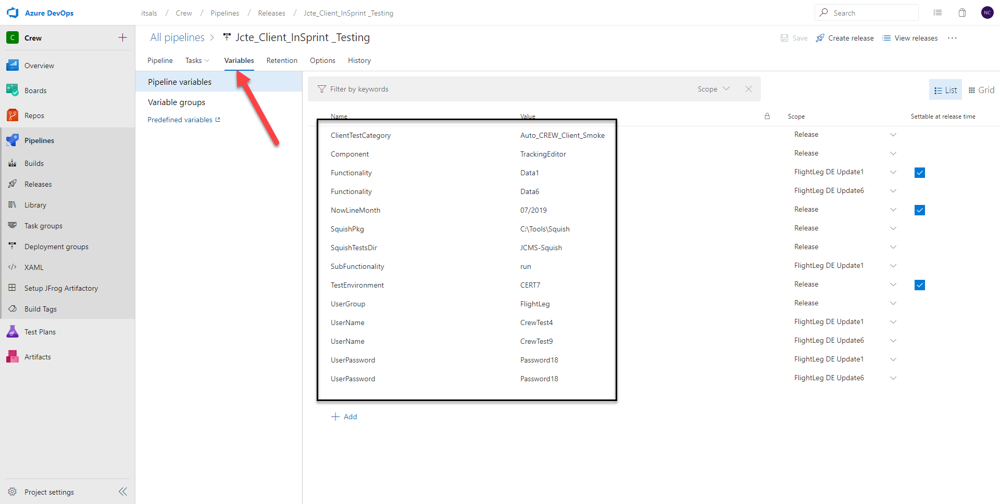 Azure DevOps
itsals / Crew / Pipelines / Releases / Jcte_Client_InSprint _Testing
Search
NC
C Crew
All pipelines > Jcte_Client_InSprint _Testing
Save Create release View releases ...
Pipeline Tasks Variables Retention Options History
Overview
Boards
Repos
Pipelines
Builds
Releases
Library
Task groups
Deployment groups
XAML
Setup JFrog Artifactory
Build Tags
Test Plans
Artifacts
Project settings
Pipeline variables
Variable groups
Predefined variables
Filter by keywords Scope
List Grid
Name Value Scope Settable at release time
ClientTestCategory Auto_CREW_Client_Smoke Release
Component TrackingEditor Release
Functionality Data1 FlightLeg DE Update1
Functionality Data6 FlightLeg DE Update6
NowLineMonth 07/2019 Release
SquishPkg C:\Tools\Squish Release
SquishTestsDir JCMS-Squish Release
SubFunctionality run FlightLeg DE Update1
TestEnvironment CERT7 Release
UserGroup FlightLeg Release
UserName CrewTest4 FlightLeg DE Update1
UserName CrewTest9 FlightLeg DE Update6
UserPassword Password18 FlightLeg DE Update1
UserPassword Password18 FlightLeg DE Update6
+ Add